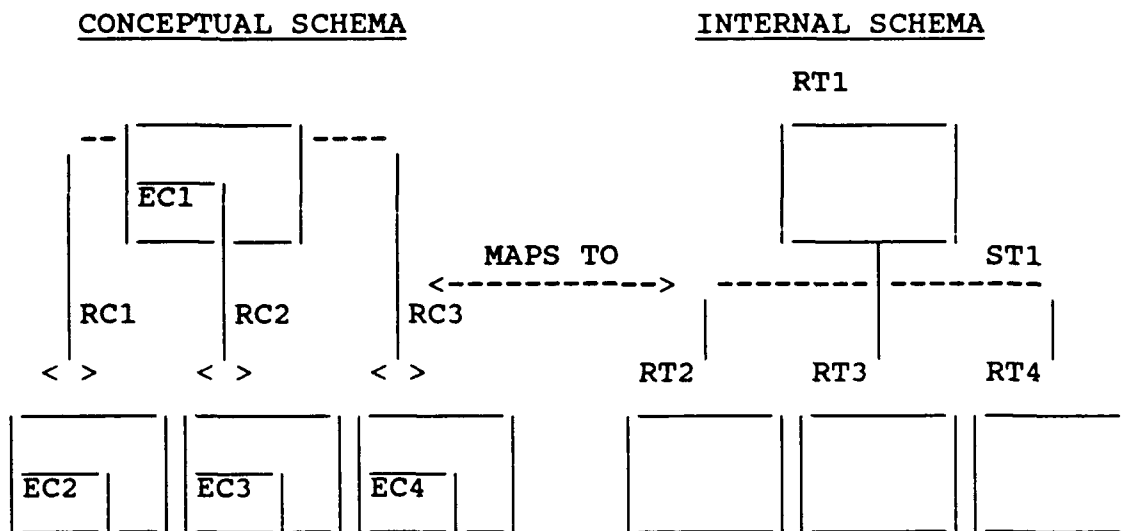 CONCEPTUAL SCHEMA INTERNAL SCHEMA
RT1
EC1
MAPS TO ST1
RC1 RC2 RC3
RT2 RT3 RT4
EC2 EC3 EC4